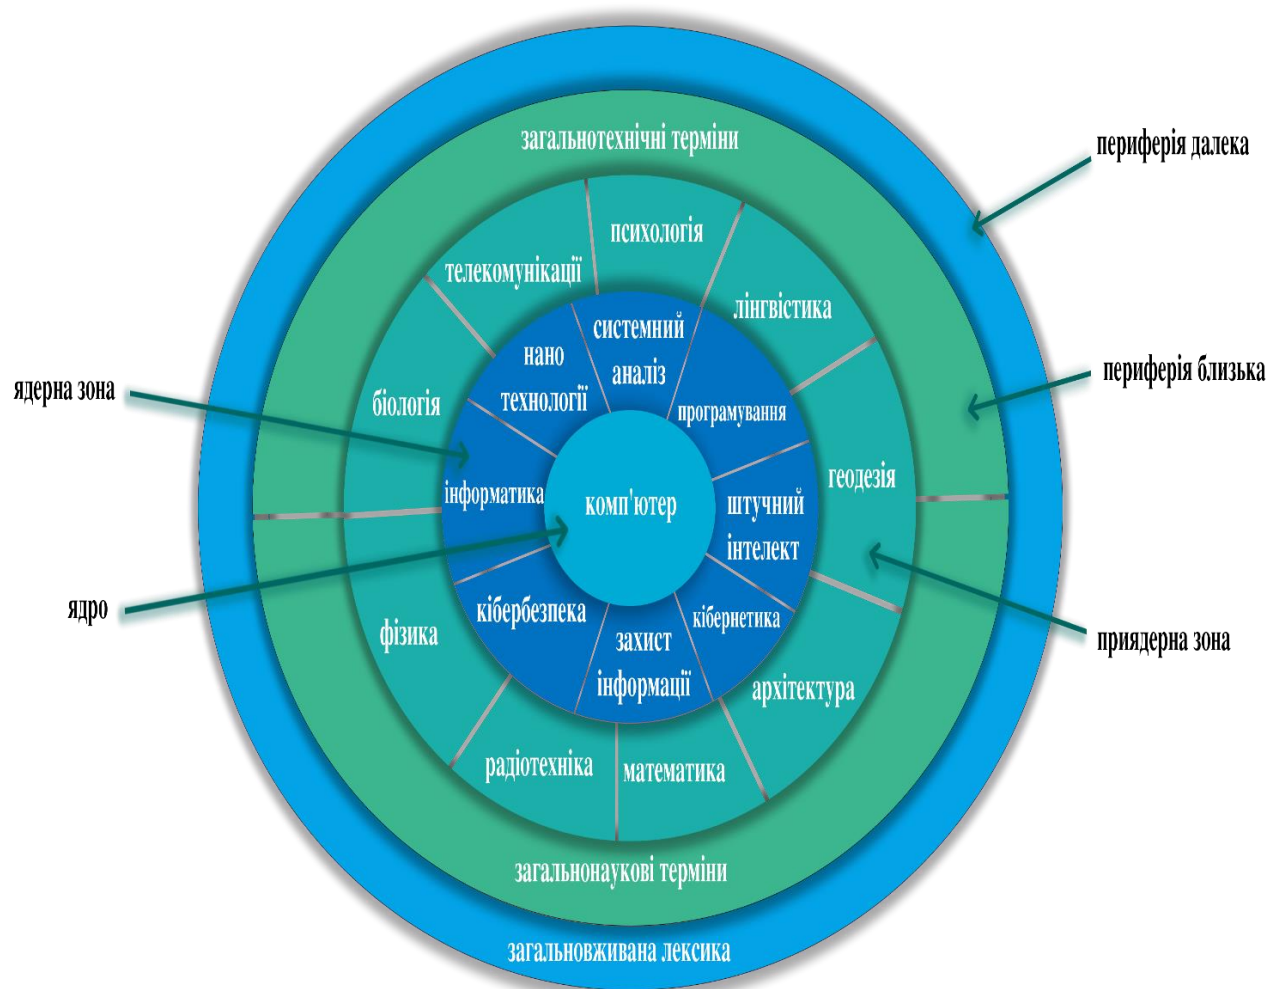 загальнотехнічні терміни
периферія далека
психологія
телекомунікації
лінгвістика
системний
аналіз
нано
технології
периферія близька
ядерна зона
біологія
програмування
геодезія
інформатика
комп'ютер
штучний
інтелект
ядро
кібербезпека
кібернетика
фізика
захист
інформації
приядерна зона
архітектура
радіотехніка
математика
загальнонаукові терміни
загальновживана лексика